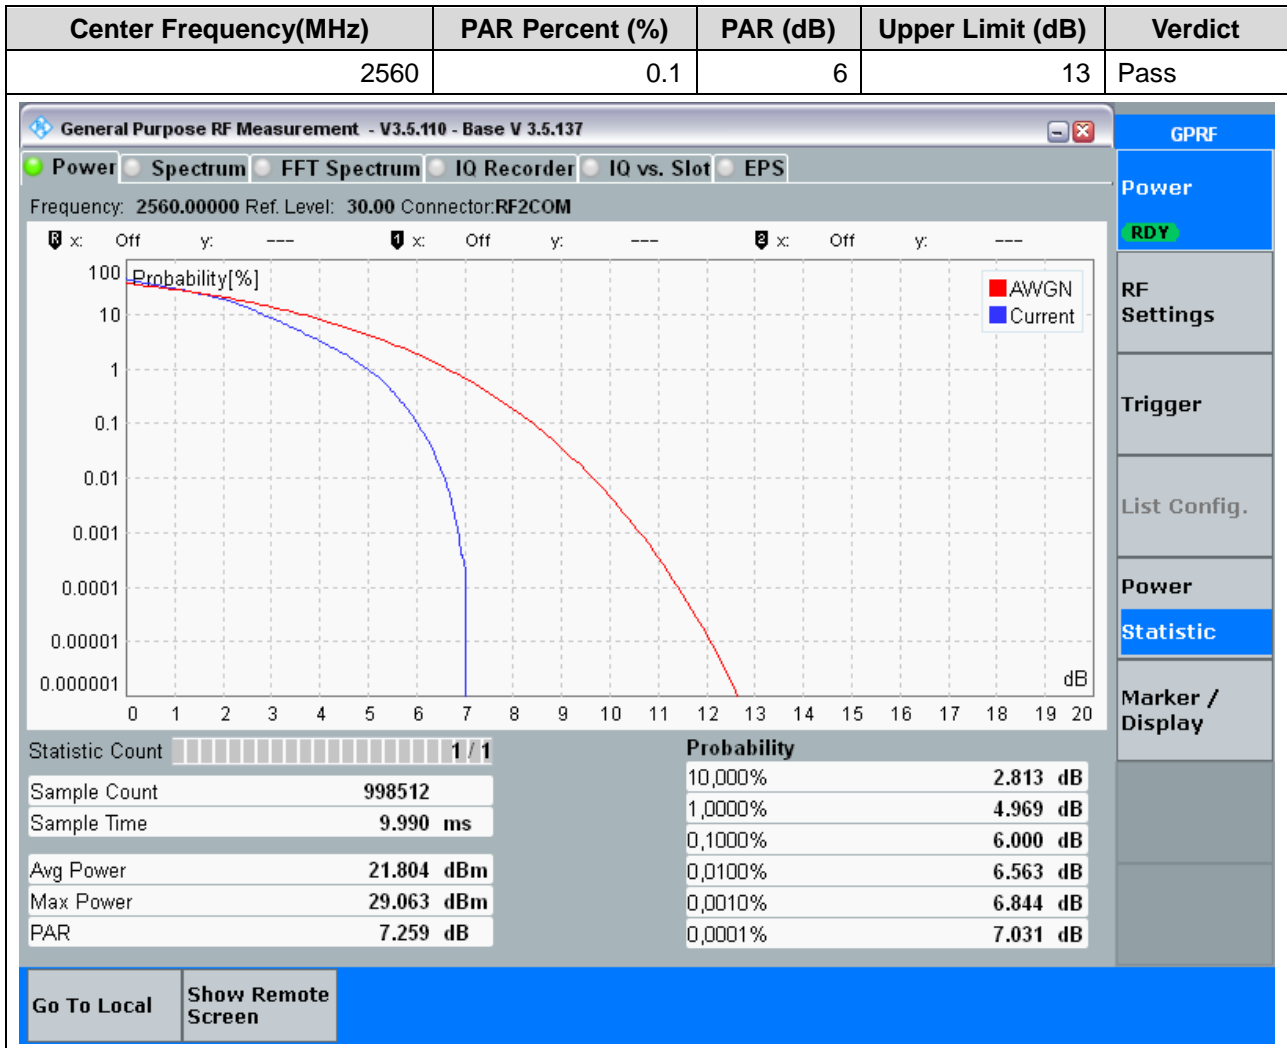 Center Frequency(MHz) PAR Percent (%) PAR (dB) Upper Limit (dB) Verdict
2560 0.1 6 13 Pass
General Purpose RF Measurement - V3.5.110 - Base V 3.5.137
GPRF
Power Spectrum FFT Spectrum IQ Recorder IQ vs. Slot EPS
Power
RDY
Frequency: 2560.00000 Ref. Level: 30.00 Connector:RF2COM
R x: Off y: --- 1 x: Off y: --- 2 x: Off y: ---
Probability[%]
AWGN
Current
100
10
1
0.1
0.01
0.001
0.0001
0.00001
0.000001
dB
0 1 2 3 4 5 6 7 8 9 10 11 12 13 14 15 16 17 18 19 20
RF
Settings
Trigger
List Config.
Power
Statistic
Marker /
Display
Statistic Count 1 / 1
Sample Count 998512
Sample Time 9.990 ms
Avg Power 21.804 dBm
Max Power 29.063 dBm
PAR 7.259 dB
Probability
10,000% 2.813 dB
1,0000% 4.969 dB
0,1000% 6.000 dB
0,0100% 6.563 dB
0,0010% 6.844 dB
0,0001% 7.031 dB
Go To Local
Show Remote
Screen